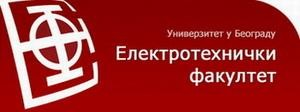 Универзитет у Београду
Електротехнички
факултет